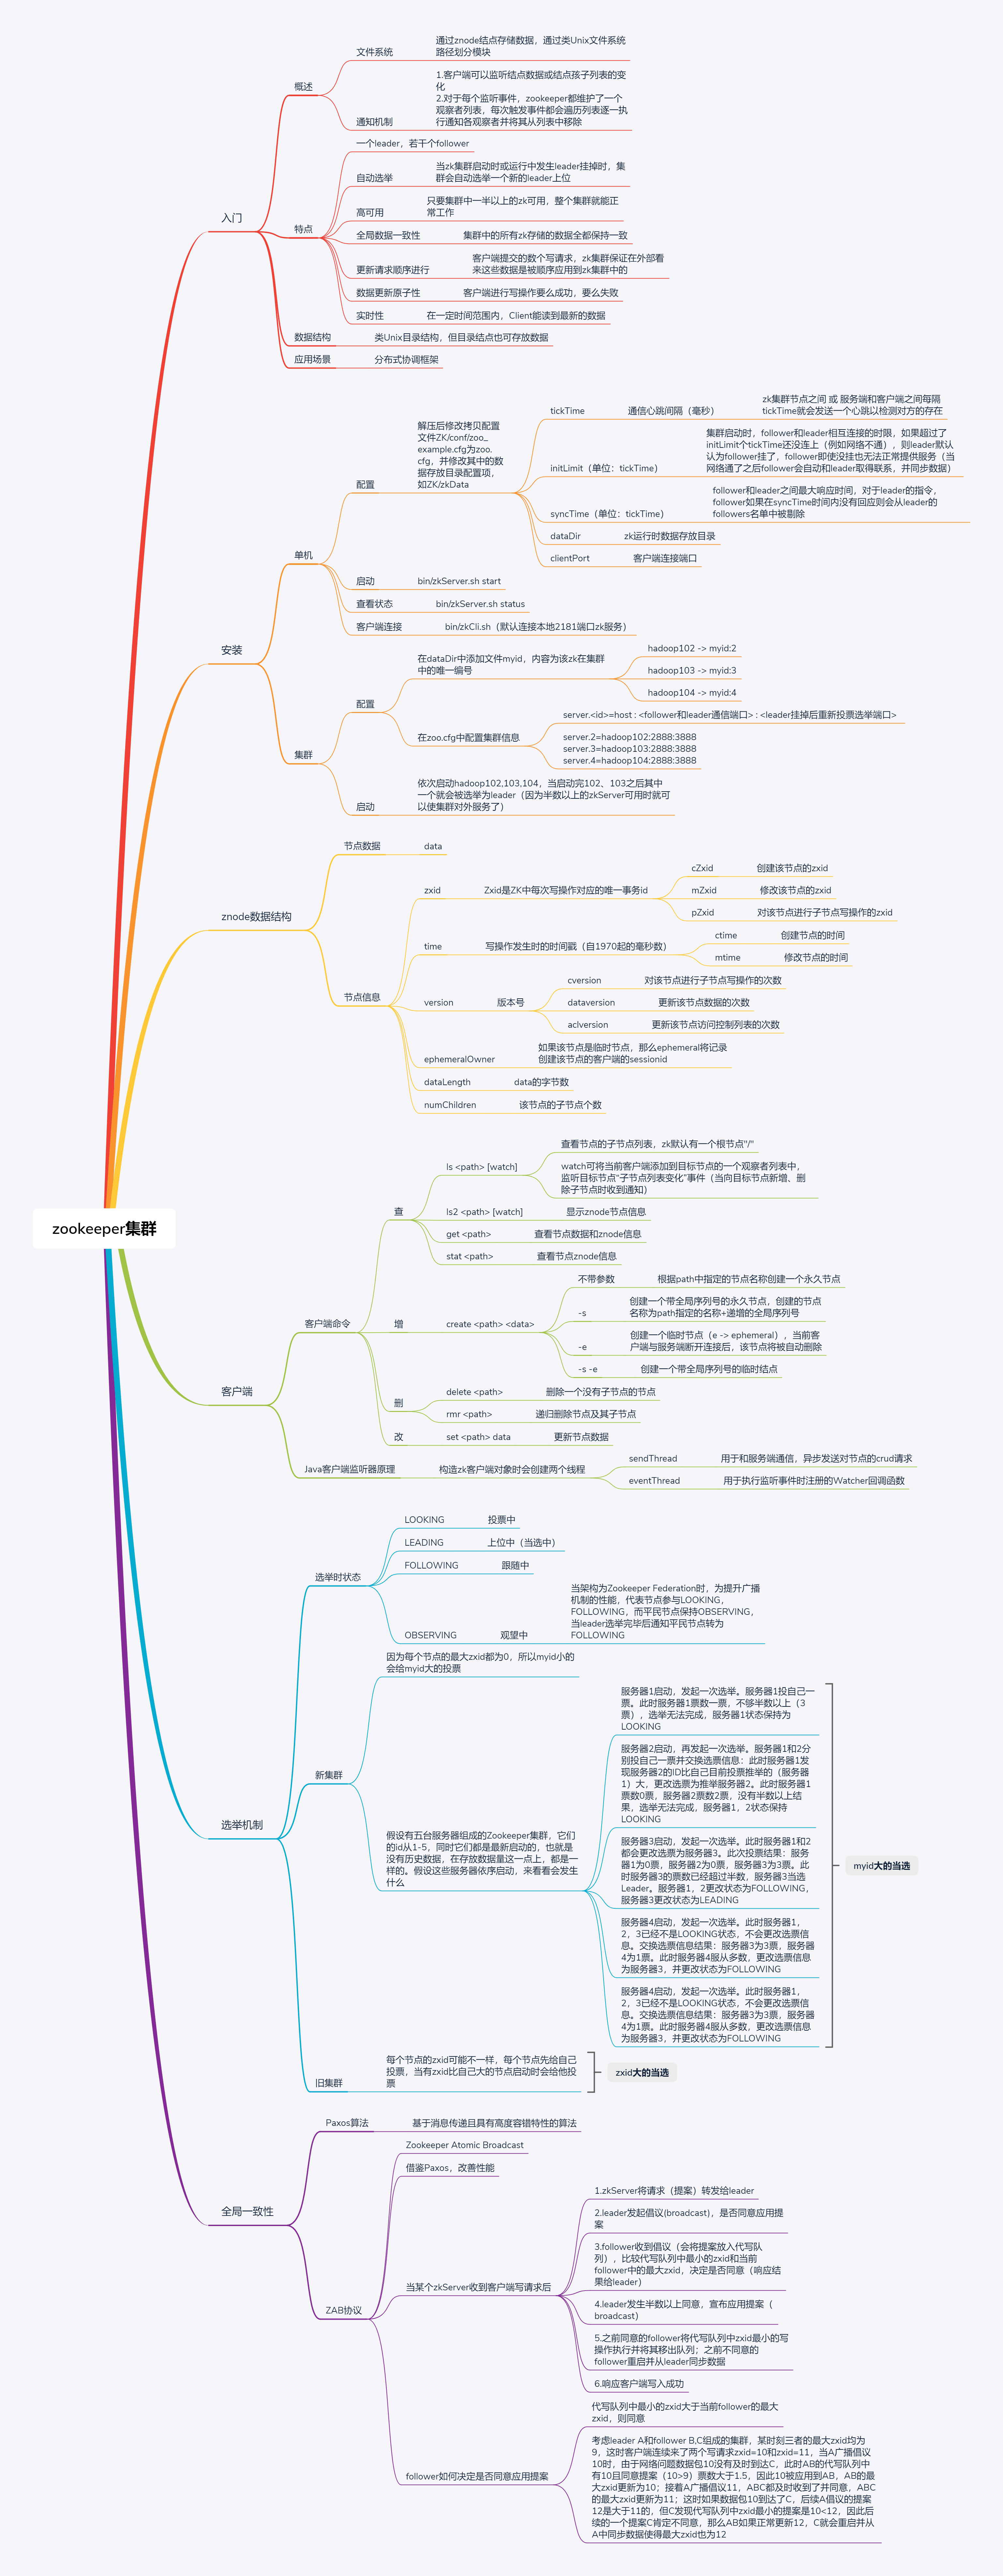 zookeeper集群
入门
概述
文件系统
通过znode结点存储数据，通过类Unix文件系统
路径划分模块
通知机制
1.客户端可以监听结点数据或结点孩子列表的变
化
2.对于每个监听事件，zookeeper都维护了一个
观察者列表，每次触发事件都会遍历列表逐一执
行通知各观察者并将其从列表中移除
特点
一个leader，若干个follower
自动选举
当zk集群启动时或运行中发生leader挂掉时，集
群会自动选举一个新的leader上位
高可用
只要集群中一半以上的zk可用，整个集群就能正
常工作
全局数据一致性
集群中的所有zk存储的数据全都保持一致
更新请求顺序进行
客户端提交的数个写请求，zk集群保证在外部看
来这些数据是被顺序应用到zk集群中的
数据更新原子性
客户端进行写操作要么成功，要么失败
实时性
在一定时间范围内，Client能读到最新的数据
数据结构
类Unix目录结构，但目录结点也可存放数据
应用场景
分布式协调框架
安装
单机
配置
解压后修改拷贝配置
文件ZK/conf/zoo_
example.cfg为zoo.
cfg，并修改其中的数
据存放目录配置项，
如ZK/zkData
tickTime
通信心跳间隔（毫秒）
zk集群节点之间 或 服务端和客户端之间每隔
tickTime就会发送一个心跳以检测对方的存在
initLimit（单位：tickTime）
集群启动时，follower和leader相互连接的时限，如果超过了
initLimit个tickTime还没连上（例如网络不通），则leader默认
认为follower挂了，follower即使没挂也无法正常提供服务（当
网络通了之后follower会自动和leader取得联系，并同步数据）
syncTime（单位：tickTime）
follower和leader之间最大响应时间，对于leader的指令，
follower如果在syncTime时间内没有回应则会从leader的
followers名单中被剔除
dataDir
zk运行时数据存放目录
clientPort
客户端连接端口
启动
bin/zkServer.sh start
查看状态
bin/zkServer.sh status
客户端连接
bin/zkCli.sh（默认连接本地2181端口zk服务）
集群
配置
在dataDir中添加文件myid，内容为该zk在集群
中的唯一编号
hadoop102 -> myid:2
hadoop103 -> myid:3
hadoop104 -> myid:4
在zoo.cfg中配置集群信息
server.<id>=host : <follower和leader通信端口> : <leader挂掉后重新投票选举端口>
server.2=hadoop102:2888:3888
server.3=hadoop103:2888:3888
server.4=hadoop104:2888:3888
启动
依次启动hadoop102,103,104，当启动完102、103之后其中
一个就会被选举为leader（因为半数以上的zkServer可用时就可
以使集群对外服务了）
znode数据结构
节点数据
data
节点信息
zxid
Zxid是ZK中每次写操作对应的唯一事务id
cZxid
创建该节点的zxid
mZxid
修改该节点的zxid
pZxid
对该节点进行子节点写操作的zxid
time
写操作发生时的时间戳（自1970起的毫秒数）
ctime
创建节点的时间
mtime
修改节点的时间
version
版本号
cversion
对该节点进行子节点写操作的次数
dataversion
更新该节点数据的次数
aclversion
更新该节点访问控制列表的次数
ephemeralOwner
如果该节点是临时节点，那么ephemeral将记录
创建该节点的客户端的sessionid
dataLength
data的字节数
numChildren
该节点的子节点个数
客户端
客户端命令
查
ls <path> [watch]
查看节点的子节点列表，zk默认有一个根节点"/"
watch可将当前客户端添加到目标节点的一个观察者列表中，
监听目标节点“子节点列表变化”事件（当向目标节点新增、删
除子节点时收到通知）
ls2 <path> [watch]
显示znode节点信息
get <path>
查看节点数据和znode信息
stat <path>
查看节点znode信息
增
create <path> <data>
不带参数
根据path中指定的节点名称创建一个永久节点
-s
创建一个带全局序列号的永久节点，创建的节点
名称为path指定的名称+递增的全局序列号
-e
创建一个临时节点（e -> ephemeral），当前客
户端与服务端断开连接后，该节点将被自动删除
-s -e
创建一个带全局序列号的临时结点
删
delete <path>
删除一个没有子节点的节点
rmr <path>
递归删除节点及其子节点
改
set <path> data
更新节点数据
Java客户端监听器原理
构造zk客户端对象时会创建两个线程
sendThread
用于和服务端通信，异步发送对节点的crud请求
eventThread
用于执行监听事件时注册的Watcher回调函数
选举机制
选举时状态
LOOKING
投票中
LEADING
上位中（当选中）
FOLLOWING
跟随中
OBSERVING
观望中
当架构为Zookeeper Federation时，为提升广播
机制的性能，代表节点参与LOOKING，
FOLLOWING，而平民节点保持OBSERVING，
当leader选举完毕后通知平民节点转为
FOLLOWING
新集群
因为每个节点的最大zxid都为0，所以myid小的
会给myid大的投票
假设有五台服务器组成的Zookeeper集群，它们
的id从1-5，同时它们都是最新启动的，也就是
没有历史数据，在存放数据量这一点上，都是一
样的。假设这些服务器依序启动，来看看会发生
什么
服务器1启动，发起一次选举。服务器1投自己一
票。此时服务器1票数一票，不够半数以上（3
票），选举无法完成，服务器1状态保持为
LOOKING
服务器2启动，再发起一次选举。服务器1和2分
别投自己一票并交换选票信息：此时服务器1发
现服务器2的ID比自己目前投票推举的（服务器
1）大，更改选票为推举服务器2。此时服务器1
票数0票，服务器2票数2票，没有半数以上结
果，选举无法完成，服务器1，2状态保持
LOOKING
服务器3启动，发起一次选举。此时服务器1和2
都会更改选票为服务器3。此次投票结果：服务
器1为0票，服务器2为0票，服务器3为3票。此
时服务器3的票数已经超过半数，服务器3当选
Leader。服务器1，2更改状态为FOLLOWING，
服务器3更改状态为LEADING
服务器4启动，发起一次选举。此时服务器1，
2，3已经不是LOOKING状态，不会更改选票信
息。交换选票信息结果：服务器3为3票，服务器
4为1票。此时服务器4服从多数，更改选票信息
为服务器3，并更改状态为FOLLOWING
服务器4启动，发起一次选举。此时服务器1，
2，3已经不是LOOKING状态，不会更改选票信
息。交换选票信息结果：服务器3为3票，服务器
4为1票。此时服务器4服从多数，更改选票信息
为服务器3，并更改状态为FOLLOWING
myid大的当选
旧集群
每个节点的zxid可能不一样，每个节点先给自己
投票，当有zxid比自己大的节点启动时会给他投
票
zxid大的当选
全局一致性
Paxos算法
基于消息传递且具有高度容错特性的算法
ZAB协议
Zookeeper Atomic Broadcast
借鉴Paxos，改善性能
当某个zkServer收到客户端写请求后
1.zkServer将请求（提案）转发给leader
2.leader发起倡议(broadcast)，是否同意应用提
案
3.follower收到倡议（会将提案放入代写队
列），比较代写队列中最小的zxid和当前
follower中的最大zxid，决定是否同意（响应结
果给leader）
4.leader发生半数以上同意，宣布应用提案（
broadcast）
5.之前同意的follower将代写队列中zxid最小的写
操作执行并将其移出队列；之前不同意的
follower重启并从leader同步数据
6.响应客户端写入成功
follower如何决定是否同意应用提案
代写队列中最小的zxid大于当前follower的最大
zxid，则同意
考虑leader A和follower B,C组成的集群，某时刻三者的最大zxid均为
9，这时客户端连续来了两个写请求zxid=10和zxid=11，当A广播倡议
10时，由于网络问题数据包10没有及时到达C，此时AB的代写队列中
有10且同意提案（10>9）票数大于1.5，因此10被应用到AB，AB的最
大zxid更新为10；接着A广播倡议11，ABC都及时收到了并同意，ABC
的最大zxid更新为11；这时如果数据包10到达了C，后续A倡议的提案
12是大于11的，但C发现代写队列中zxid最小的提案是10<12，因此后
续的一个提案C肯定不同意，那么AB如果正常更新12，C就会重启并从
A中同步数据使得最大zxid也为12